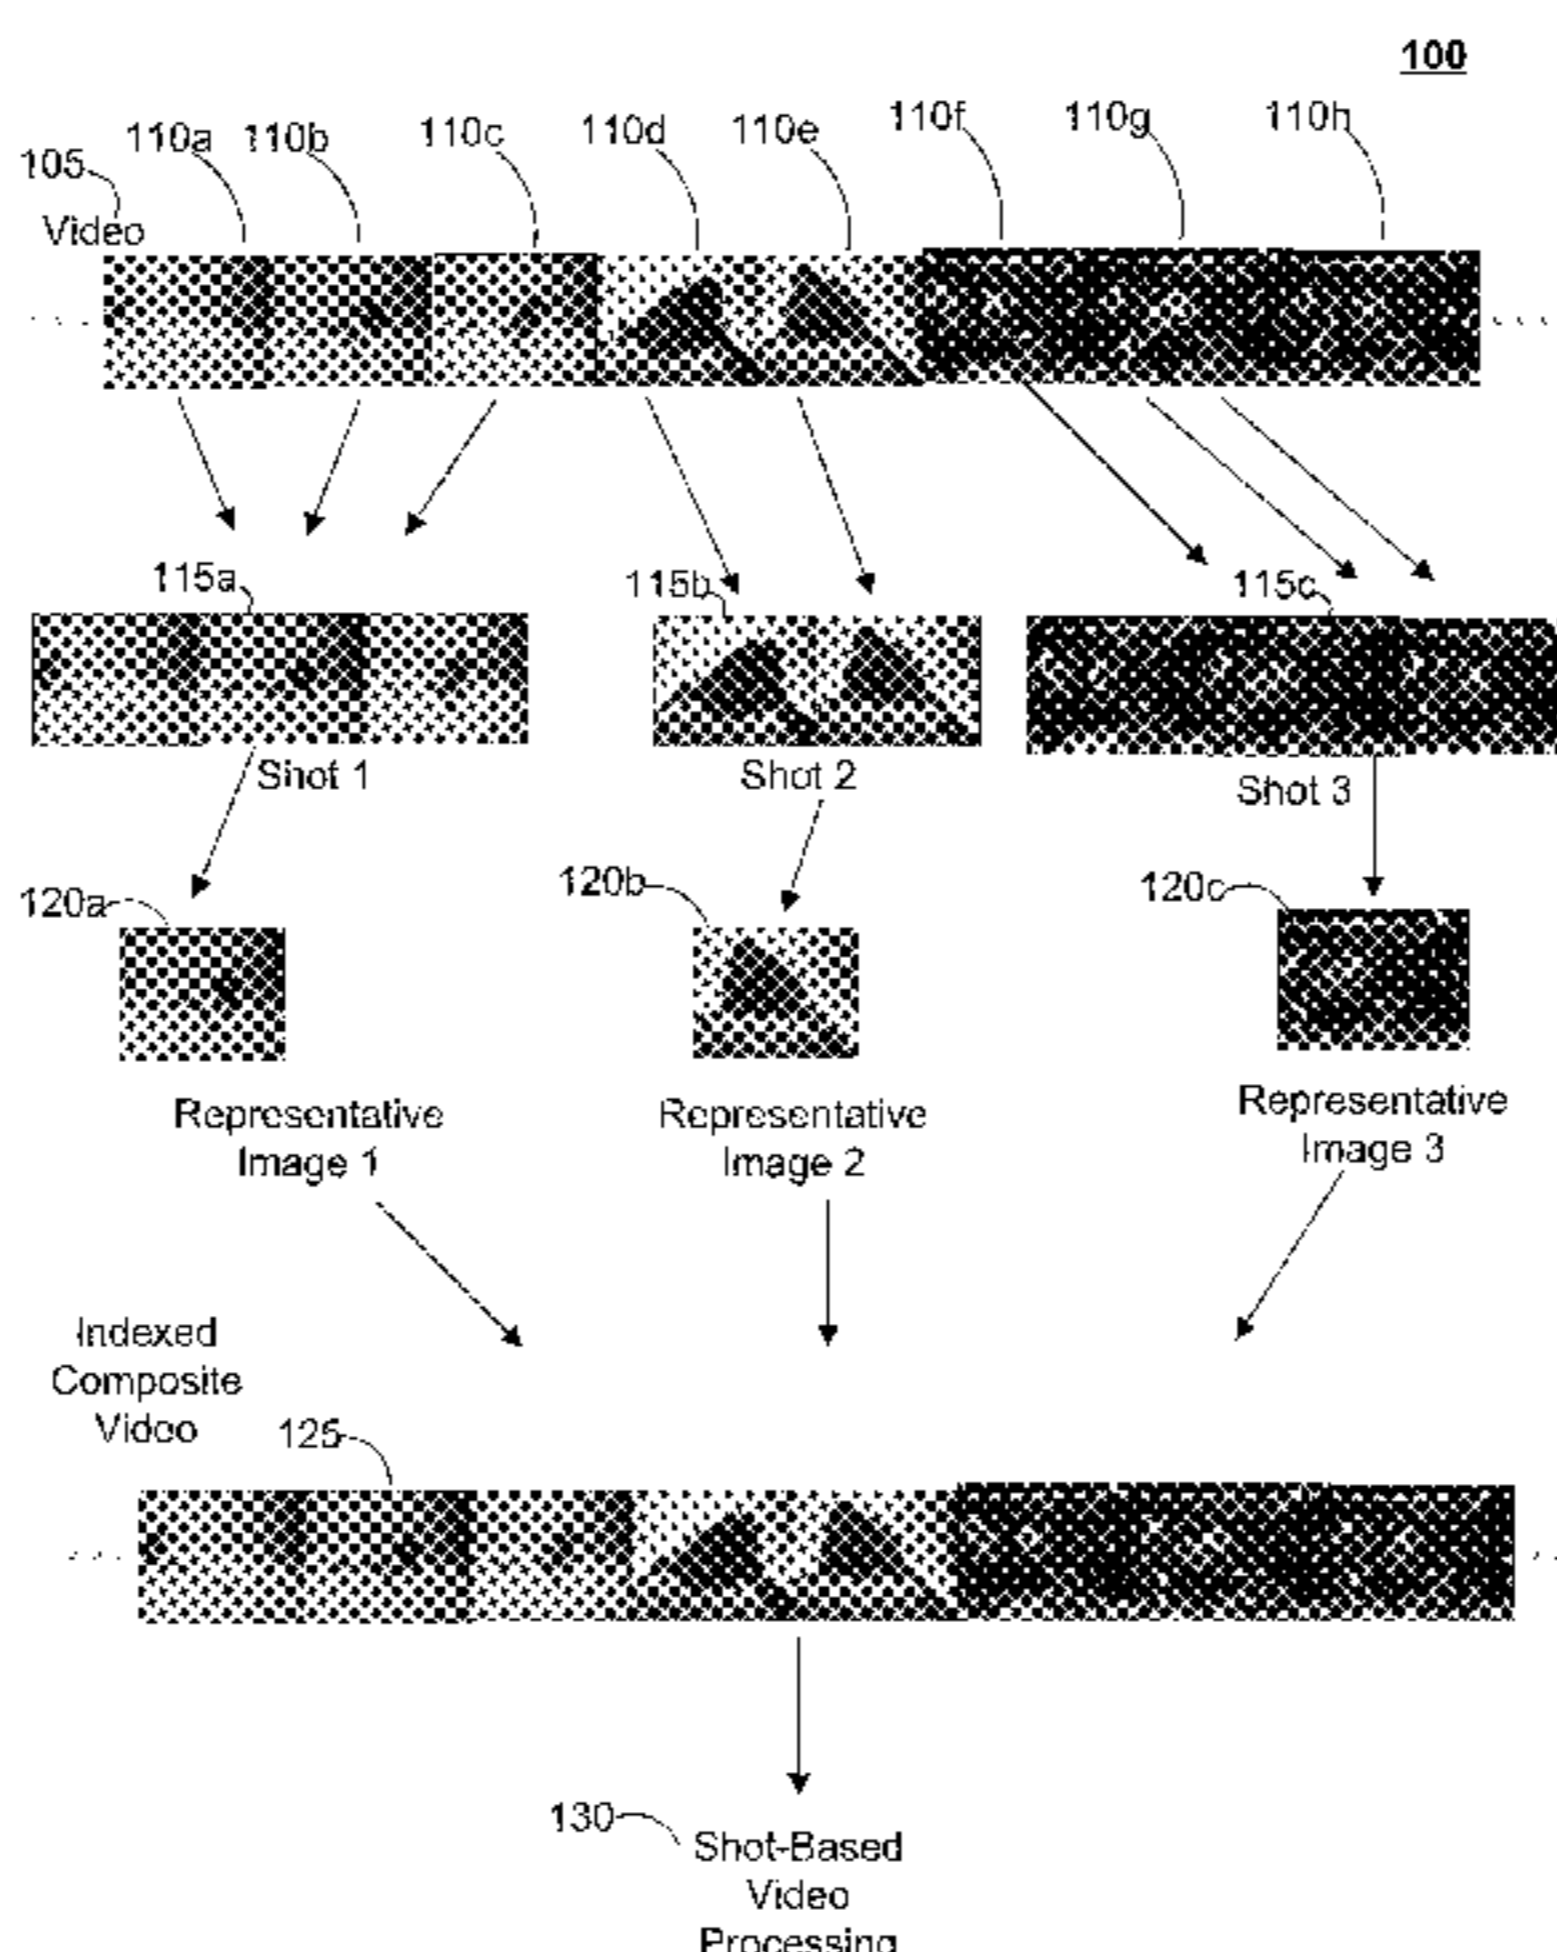 100
110a 110b 110c 110d 110e 110f 110g 110h
105
Video
115a 115b 115c
Shot 1 Shot 2 Shot 3
120a 120b 120c
Representative Representative Representative
Image 1 Image 2 Image 3
Indexed
Composite
Video
125
130
Shot-Based
Video
Processing